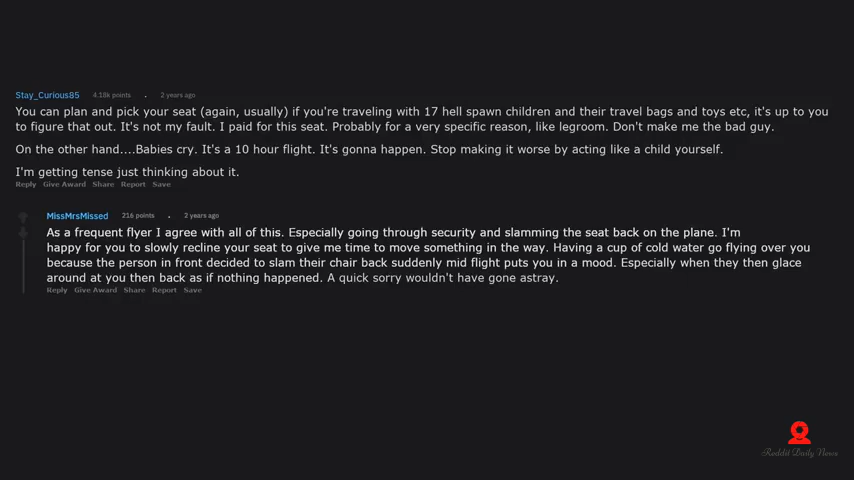 Stay_Curious85 4.18k points . 2 years ago
You can plan and pick your seat (again, usually) if you're traveling with 17 hell spawn children and their travel bags and toys etc, it's up to you
to figure that out. It's not my fault. I paid for this seat. Probably for a very specific reason, like legroom. Don't make me the bad guy.
On the other hand....Babies cry. It's a 10 hour flight. It's gonna happen. Stop making it worse by acting like a child yourself.
I'm getting tense just thinking about it.
Reply Give Award Share Report Save
MissMrsMissed 216 points . 2 years ago
As a frequent flyer I agree with all of this. Especially going through security and slamming the seat back on the plane. I'm
happy for you to slowly recline your seat to give me time to move something in the way. Having a cup of cold water go flying over you
because the person in front decided to slam their chair back suddenly mid flight puts you in a mood. Especially when they then glace
around at you then back as if nothing happened. A quick sorry wouldn't have gone astray.
Reply Give Award Share Report Save
Reddit Daily News